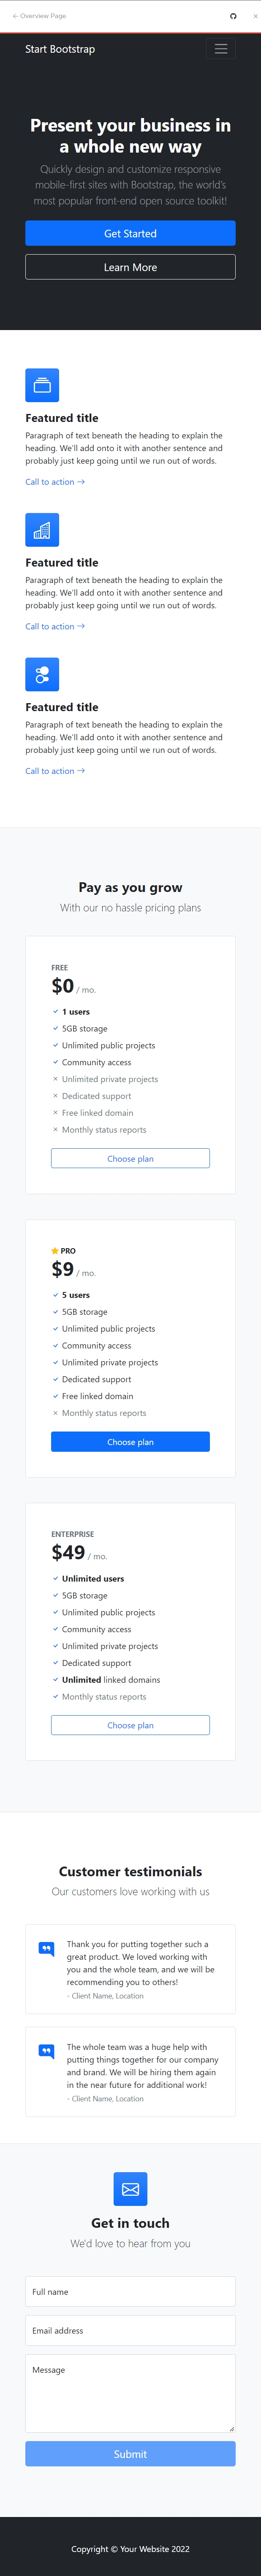 ← Overview Page
Start Bootstrap
Present your business in
a whole new way
Quickly design and customize responsive
mobile-first sites with Bootstrap, the world's
most popular front-end open source toolkit!
Get Started
Learn More
Featured title
Paragraph of text beneath the heading to explain the
heading. We'll add onto it with another sentence and
probably just keep going until we run out of words.
Call to action →
Featured title
Paragraph of text beneath the heading to explain the
heading. We'll add onto it with another sentence and
probably just keep going until we run out of words.
Call to action →
Featured title
Paragraph of text beneath the heading to explain the
heading. We'll add onto it with another sentence and
probably just keep going until we run out of words.
Call to action →
Pay as you grow
With our no hassle pricing plans
FREE
$0 / mo.
1 users
5GB storage
Unlimited public projects
Community access
Unlimited private projects
Dedicated support
Free linked domain
Monthly status reports
Choose plan
PRO
$9 / mo.
5 users
5GB storage
Unlimited public projects
Community access
Unlimited private projects
Dedicated support
Free linked domain
Monthly status reports
Choose plan
ENTERPRISE
$49 / mo.
Unlimited users
5GB storage
Unlimited public projects
Community access
Unlimited private projects
Dedicated support
Unlimited linked domains
Monthly status reports
Choose plan
Customer testimonials
Our customers love working with us
Thank you for putting together such a
great product. We loved working with
you and the whole team, and we will be
recommending you to others!
- Client Name, Location
The whole team was a huge help with
putting things together for our company
and brand. We will be hiring them again
in the near future for additional work!
- Client Name, Location
Get in touch
We'd love to hear from you
Full name
Email address
Message
Submit
Copyright © Your Website 2022